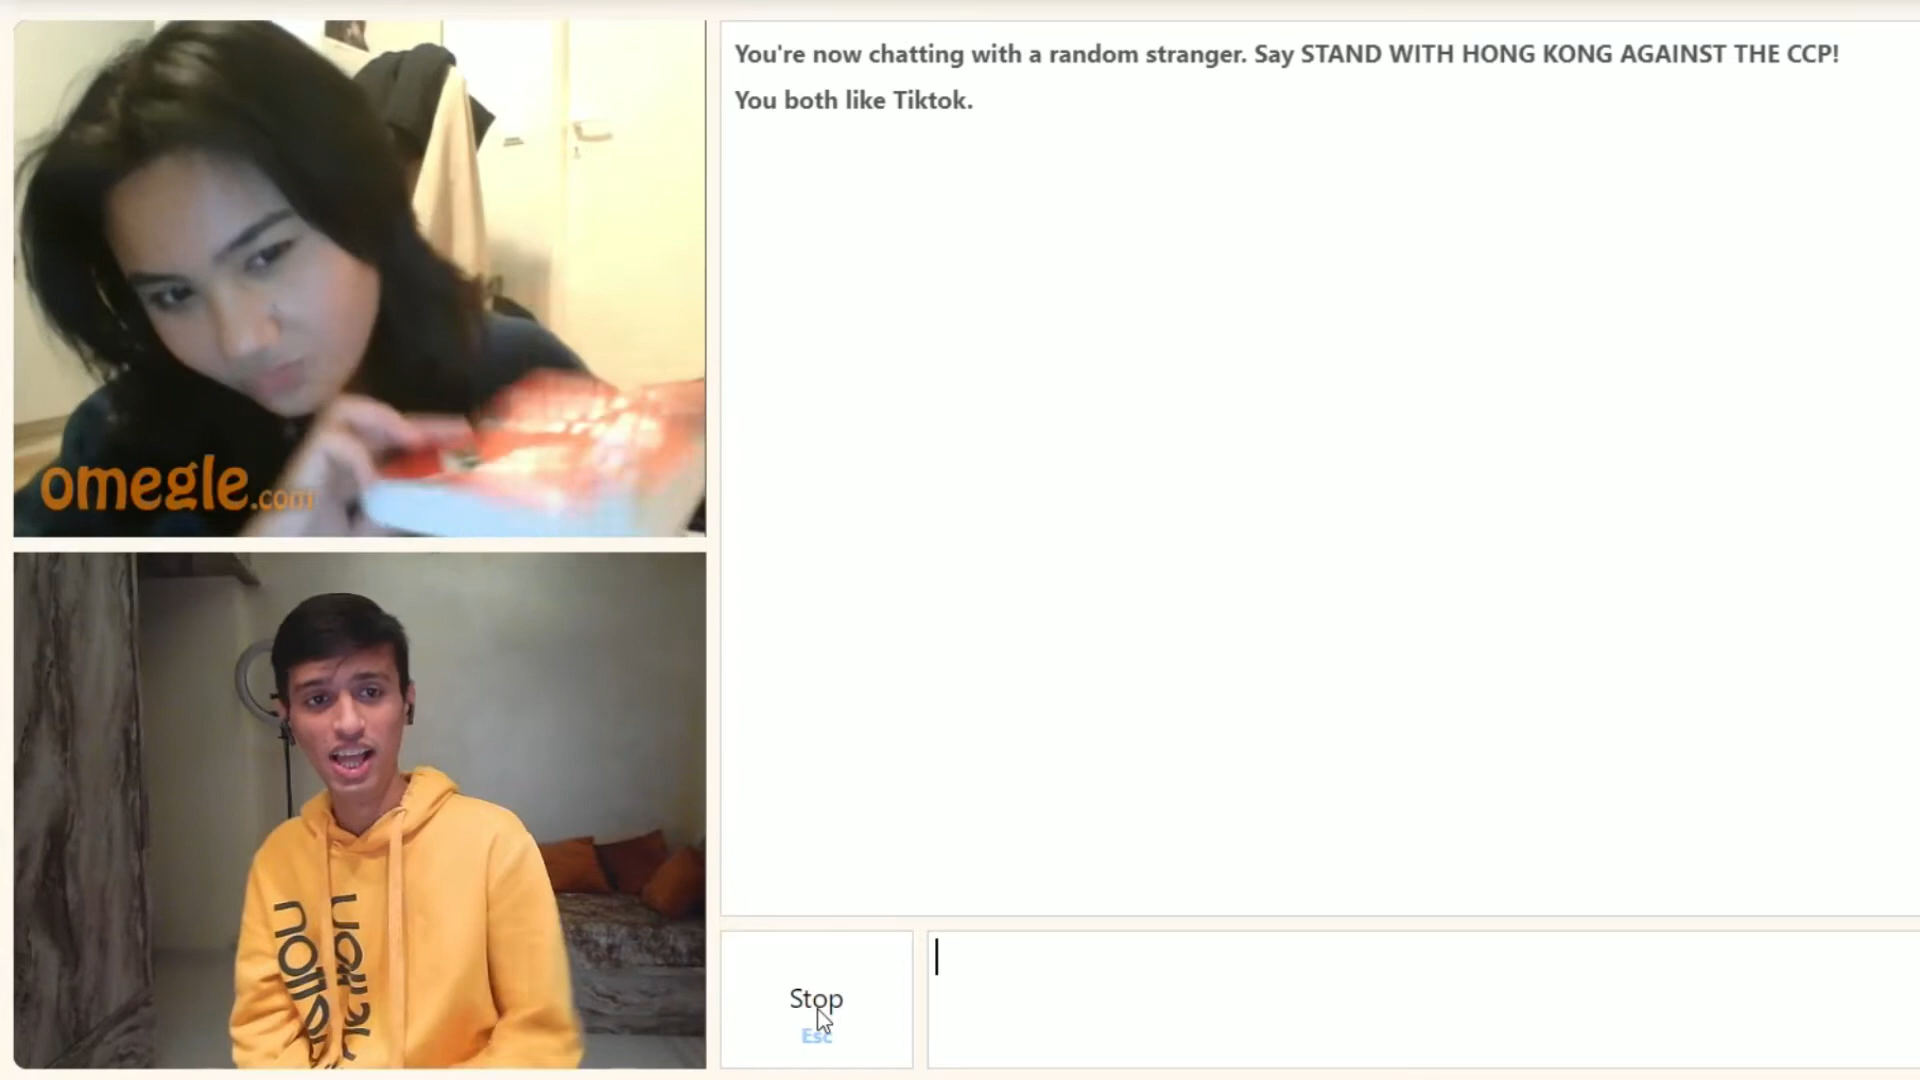 You're now chatting with a random stranger. Say STAND WITH HONG KONG AGAINST THE CCP!
You both like Tiktok.
omegle.com
Stop
Esc